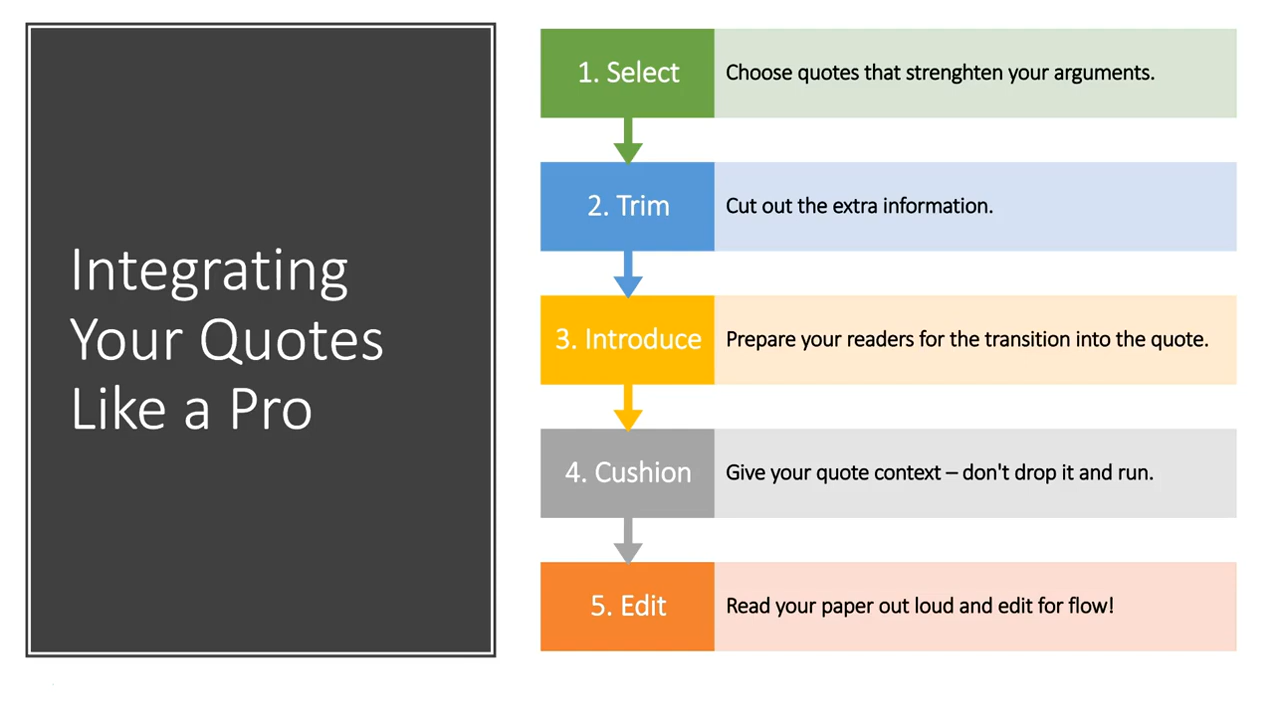 Integrating
Your Quotes
Like a Pro
1. Select
Choose quotes that strenghten your arguments.
2. Trim
Cut out the extra information.
3. Introduce
Prepare your readers for the transition into the quote.
4. Cushion
Give your quote context – don't drop it and run.
5. Edit
Read your paper out loud and edit for flow!